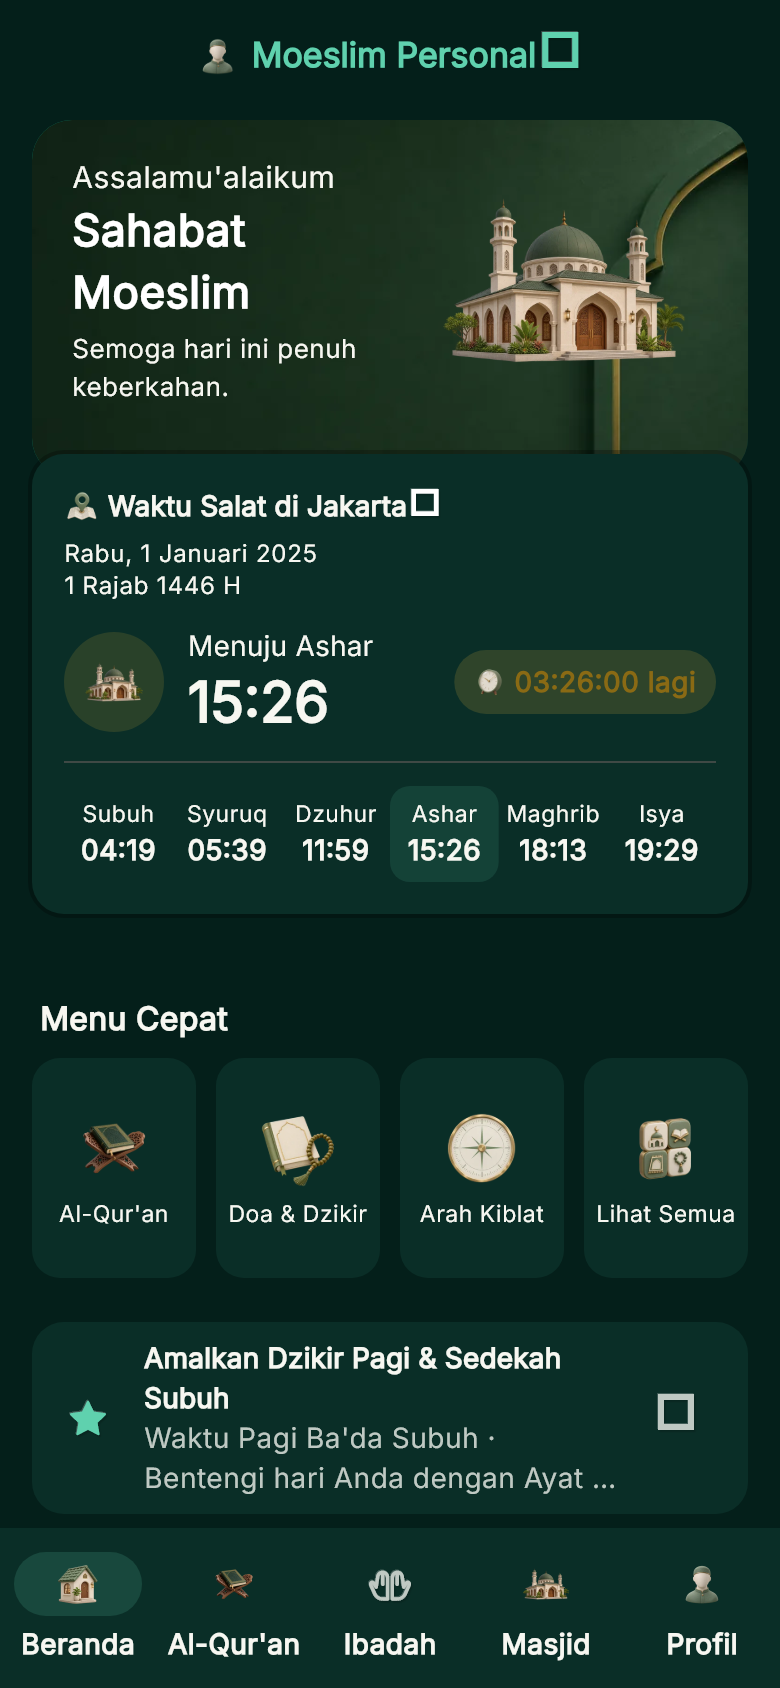 Moeslim Personal
Assalamu'alaikum
Sahabat
Moeslim
Semoga hari ini penuh
keberkahan.
Waktu Salat di Jakarta
Rabu, 1 Januari 2025
1 Rajab 1446 H
Menuju Ashar
15:26
03:26:00 lagi
Subuh Syuruq Dzuhur Ashar Maghrib Isya
04:19 05:39 11:59 15:26 18:13 19:29
Menu Cepat
Al-Qur'an Doa & Dzikir Arah Kiblat Lihat Semua
Amalkan Dzikir Pagi & Sedekah
Subuh
Waktu Pagi Ba'da Subuh ·
Bentengi hari Anda dengan Ayat ...
Beranda Al-Qur'an Ibadah Masjid Profil